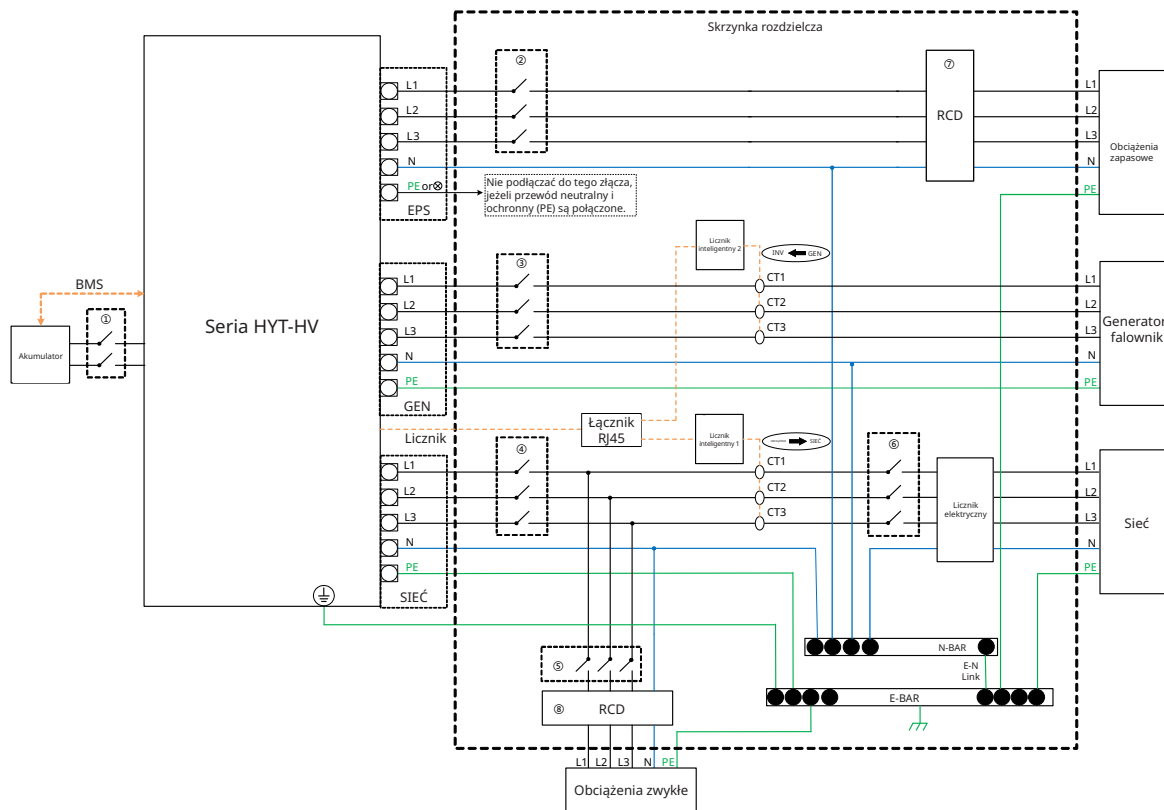 Skrzynka rozdzielcza
②
⑦
L1
L2
L3
N
PE or⊗
EPS
RCD
L1
L2
L3
N
PE
Obciążenia
zapasowe
Nie podłączać do tego złącza,
jeżeli przewód neutralny i
ochronny (PE) są połączone.
Licznik
inteligentny 2
INV GEN
③
L1
L2
L3
N
PE
GEN
CT1
CT2
CT3
L1
L2
L3
N
PE
Generator
falownik
BMS
①
Akumulator
Seria HYT-HV
Licznik
Łącznik
RJ45
Licznik
inteligentny 1
SIEĆ
④
⑥
L1
L2
L3
N
PE
SIEĆ
CT1
CT2
CT3
Licznik
elektryczny
L1
L2
L3
N
PE
Sieć
N-BAR
E-N
Link
E-BAR
⑤
⑧
RCD
L1
L2
L3
N
PE
Obciążenia zwykłe